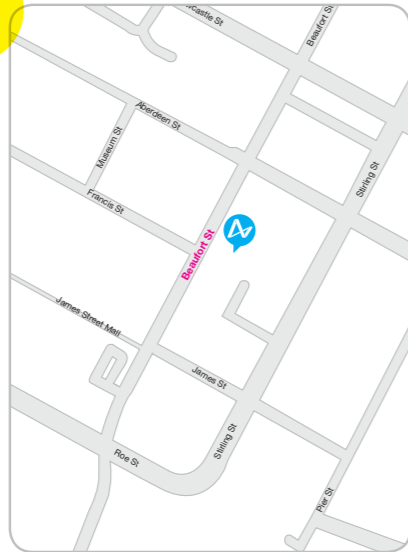 castle St
Beaufort St
Aberdeen St
Museum St
Stirling St
Francis St
Beaufort St
James Street Mall
James St
Stirling St
Roe St
Pier St